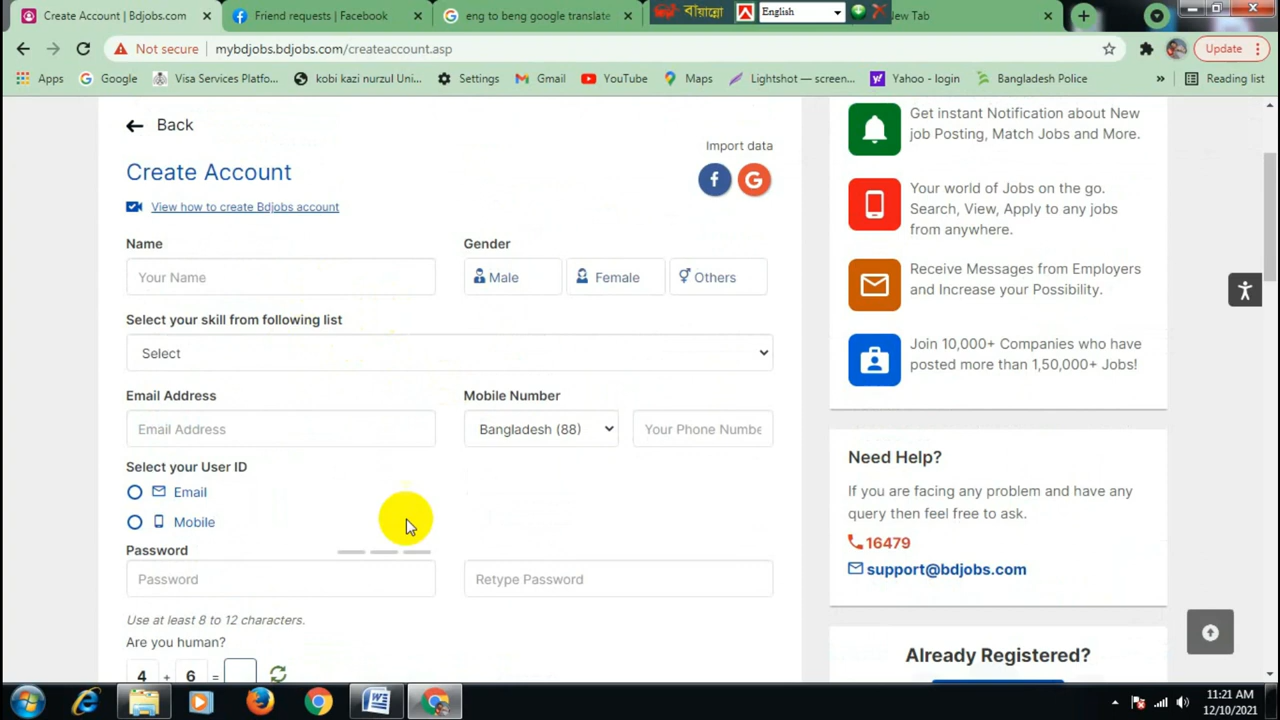 Create Account | Bdjobs.com
Friend requests | Facebook
eng to beng google translate
বায়ান্নো
English
New Tab
Not secure
mybdjobs.bdjobs.com/createaccount.asp
Update
Apps
Google
Visa Services Platfo...
kobi kazi nurzul Uni...
Settings
Gmail
YouTube
Maps
Lightshot — screen...
Yahoo - login
Bangladesh Police
»
Reading list
Back
Import data
Create Account
View how to create Bdjobs account
Name
Gender
Your Name
Male
Female
Others
Select your skill from following list
Select
Email Address
Mobile Number
Email Address
Bangladesh (88)
Your Phone Numbe
Select your User ID
Email
Mobile
Password
Password
Retype Password
Use at least 8 to 12 characters.
Are you human?
4 + 6 =
Get instant Notification about New
job Posting, Match Jobs and More.
Your world of Jobs on the go.
Search, View, Apply to any jobs
from anywhere.
Receive Messages from Employers
and Increase your Possibility.
Join 10,000+ Companies who have
posted more than 1,50,000+ Jobs!
Need Help?
If you are facing any problem and have any
query then feel free to ask.
16479
support@bdjobs.com
Already Registered?
11:21 AM
12/10/2021